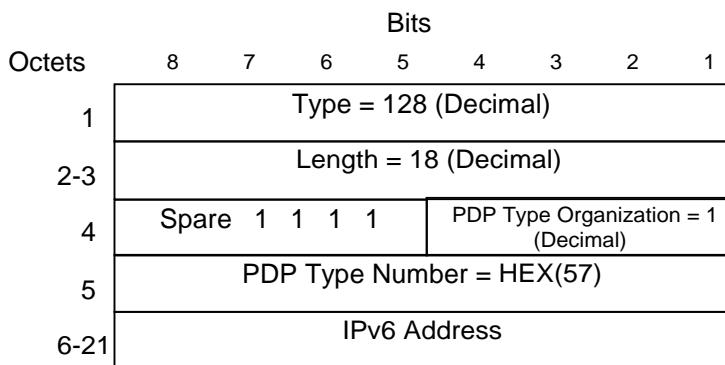 Bits
Octets 8 7 6 5 4 3 2 1
1 Type = 128 (Decimal)
2-3 Length = 18 (Decimal)
4 Spare 1 1 1 1 PDP Type Organization = 1
(Decimal)
5 PDP Type Number = HEX(57)
6-21 IPv6 Address